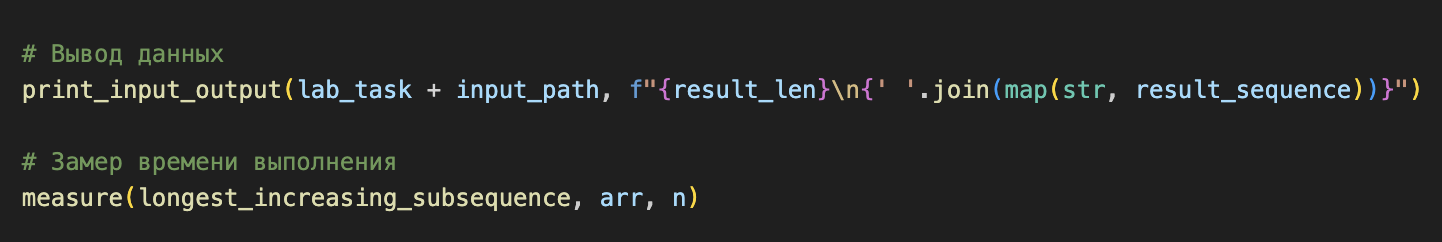 # Вывод данных
print_input_output(lab_task + input_path, f"{result_len}\n{' '.join(map(str, result_sequence))}")
# Замер времени выполнения
measure(longest_increasing_subsequence, arr, n)